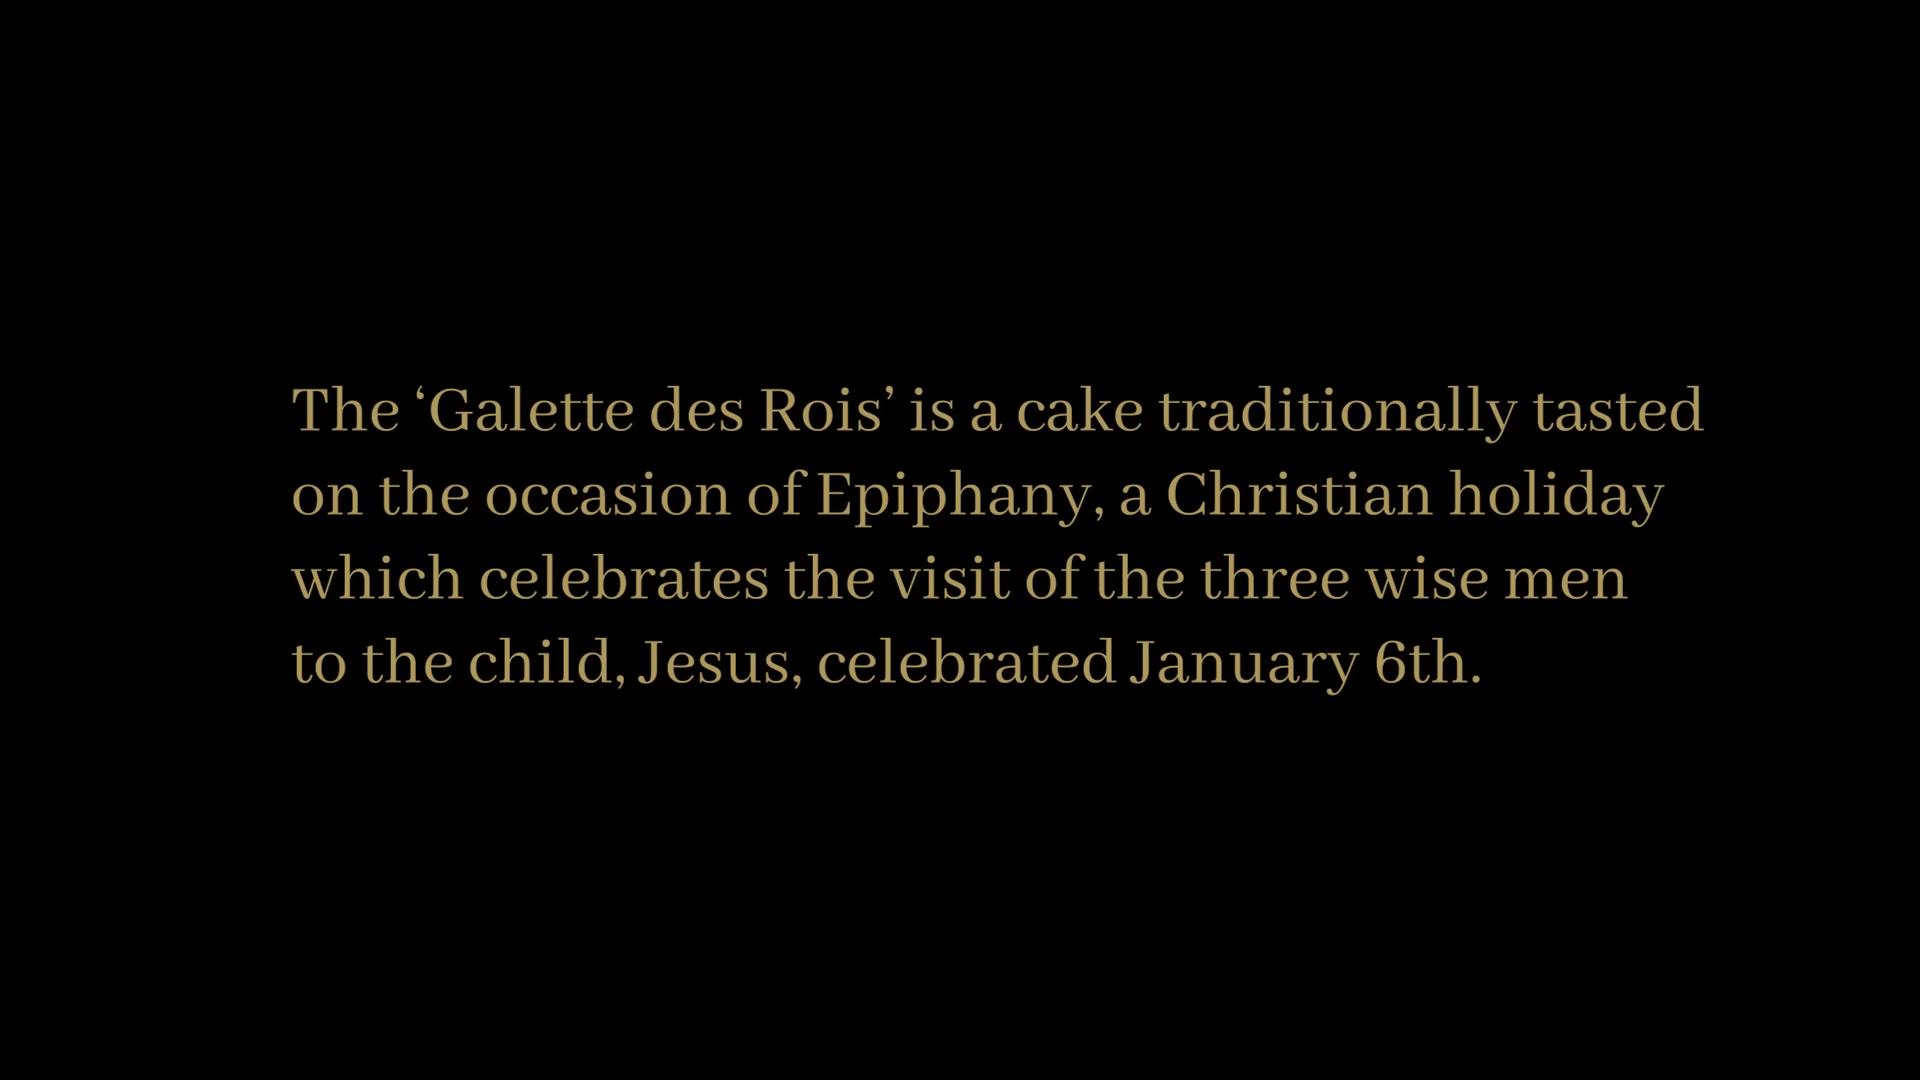 The ‘Galette des Rois’ is a cake traditionally tasted
on the occasion of Epiphany, a Christian holiday
which celebrates the visit of the three wise men
to the child, Jesus, celebrated January 6th.